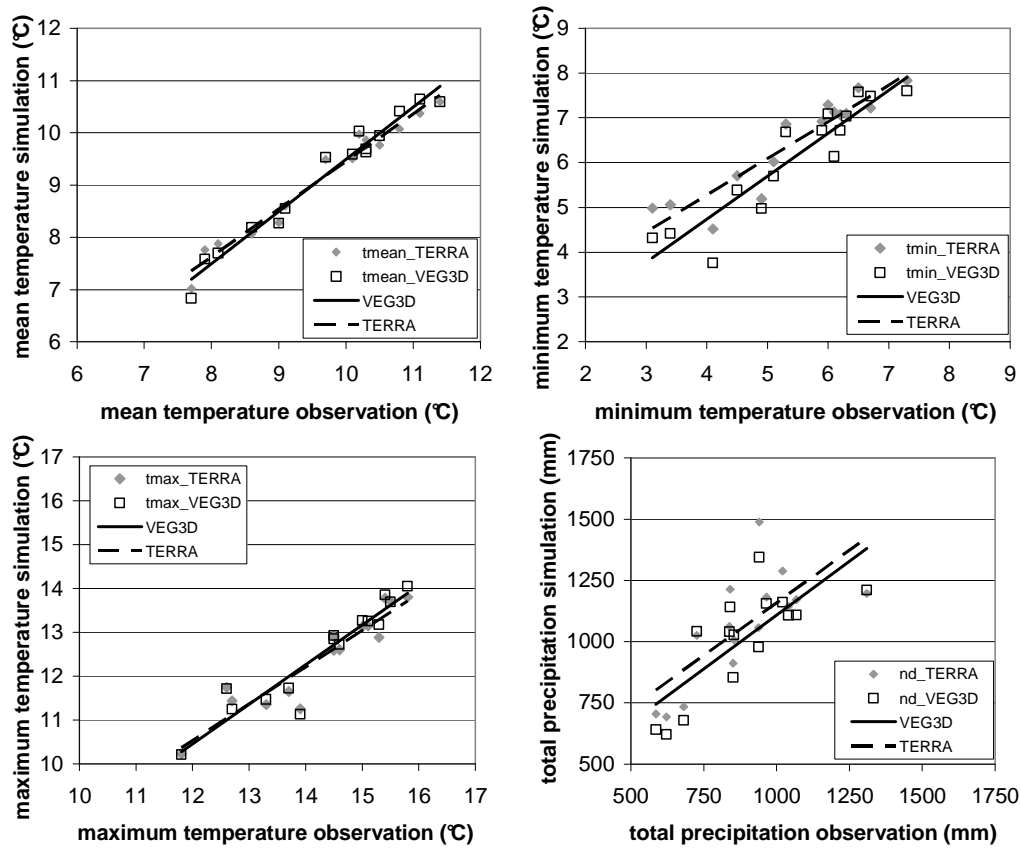 mean temperature simulation (°C)
12
11
10
9
8
7
6
tmean_TERRA
tmean_VEG3D
VEG3D
TERRA
6 7 8 9 10 11 12
mean temperature observation (°C)
minimum temperature simulation (°C)
9
8
7
6
5
4
3
2
tmin_TERRA
tmin_VEG3D
VEG3D
TERRA
2 3 4 5 6 7 8 9
minimum temperature observation (°C)
maximum temperature simulation (°C)
17
16
15
14
13
12
11
10
tmax_TERRA
tmax_VEG3D
VEG3D
TERRA
10 11 12 13 14 15 16 17
maximum temperature observation (°C)
total precipitation simulation (mm)
1750
1500
1250
1000
750
500
nd_TERRA
nd_VEG3D
VEG3D
TERRA
500 750 1000 1250 1500 1750
total precipitation observation (mm)